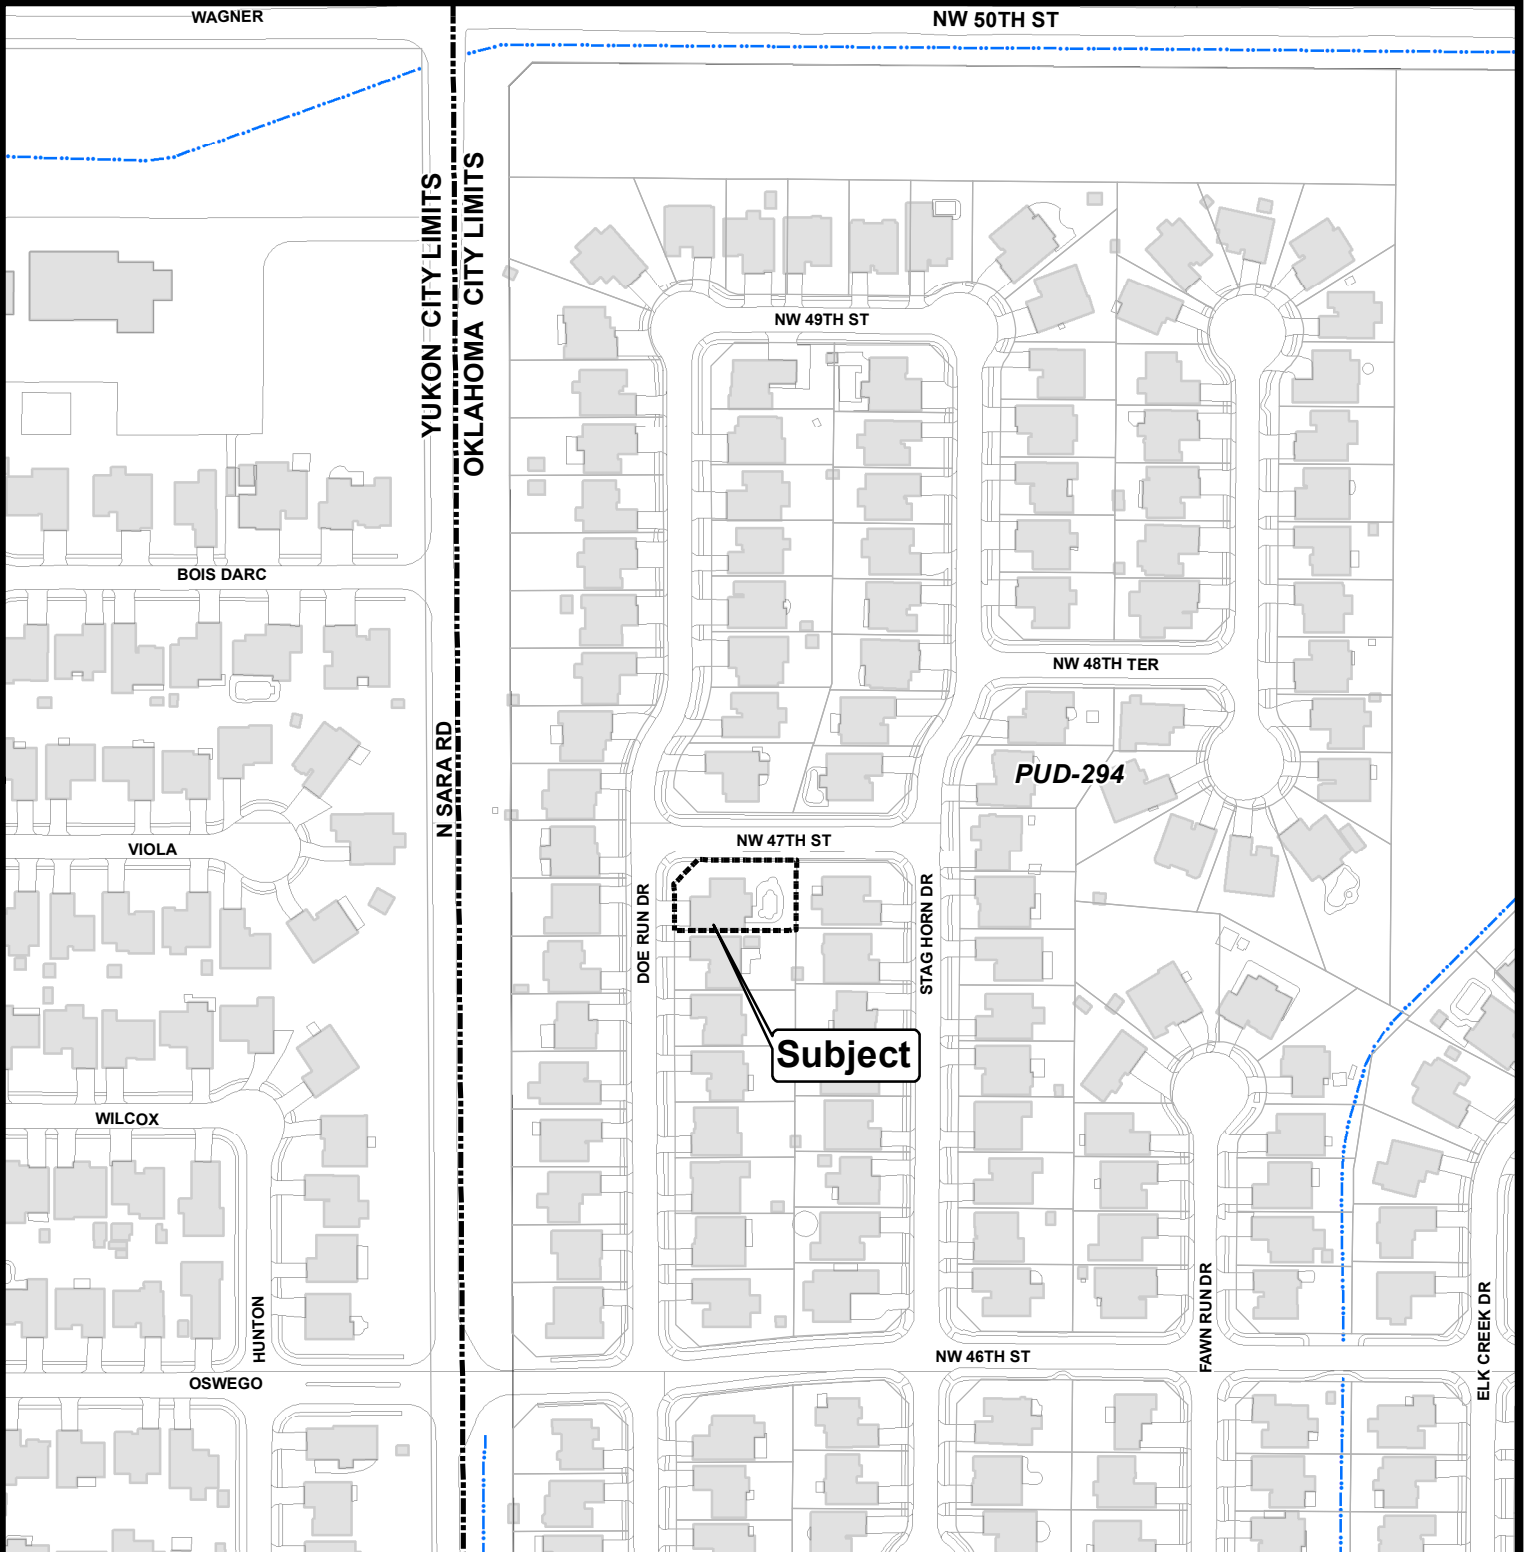 WAGNER
NW 50TH ST
YUKON CITY LIMITS
OKLAHOMA CITY LIMITS
NW 49TH ST
BOIS DARC
NW 48TH TER
N SARA RD
PUD-294
NW 47TH ST
VIOLA
DOE RUN DR
STAG HORN DR
Subject
WILCOX
HUNTON
FAWN RUN DR
ELK CREEK DR
NW 46TH ST
OSWEGO